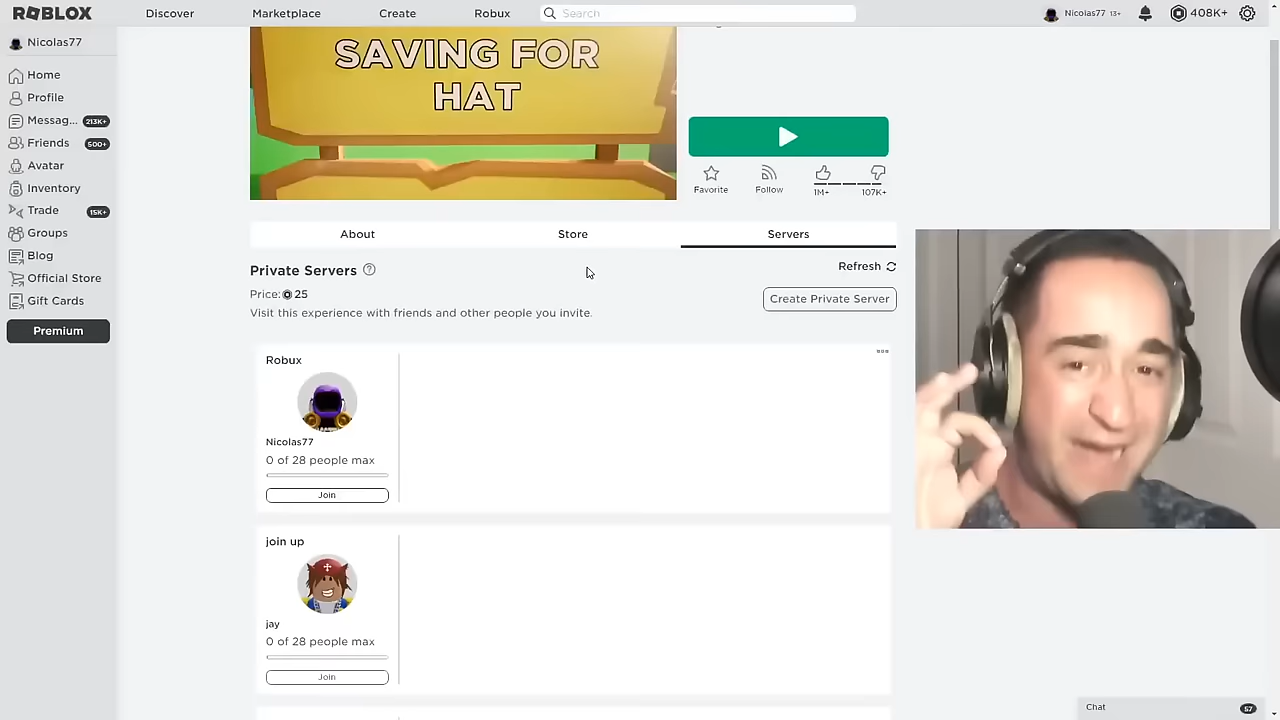 ROBLOX
Discover
Marketplace
Create
Robux
Search
Nicolas77 13+
408K+
Nicolas77
Home
Profile
Messag... 213K+
Friends 500+
Avatar
Inventory
Trade 15K+
Groups
Blog
Official Store
Gift Cards
Premium
SAVING FOR
HAT
Favorite
Follow
1M+
107K+
About
Store
Servers
Private Servers
Refresh
Price: 25
Create Private Server
Visit this experience with friends and other people you invite.
Robux
Nicolas77
0 of 28 people max
Join
join up
jay
0 of 28 people max
Join
Chat
57